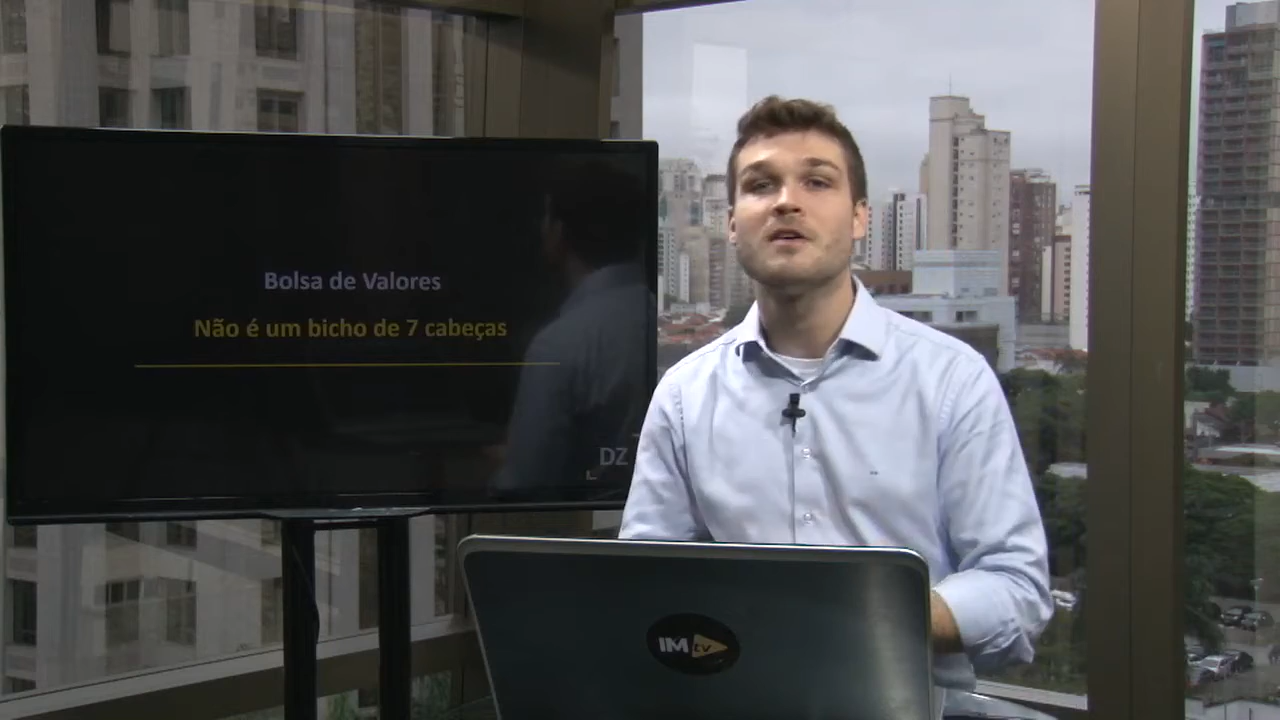 Bolsa de Valores
Não é um bicho de 7 cabeças
DZ
IM tv